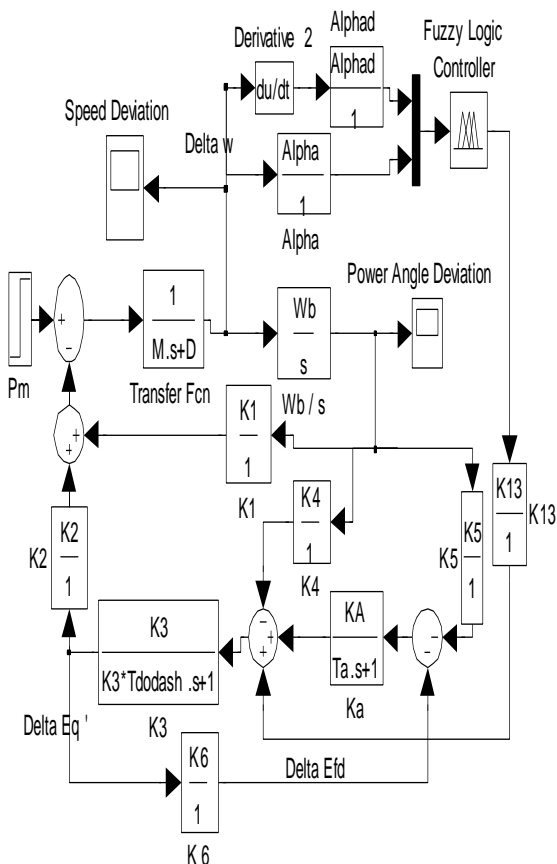 Alphad
Derivative 2
Fuzzy Logic
Controller
du/dt
Alphad
1
Speed Deviation
Delta w
Alpha
1
Alpha
Power Angle Deviation
Pm
+
-
1
M.s+D
Transfer Fcn
Wb
s
Wb / s
+
+
K1
1
K1
K4
1
K4
K5
K5
1
K13
1
K13
K2
K2
1
K3
K3*Tdodash .s+1
K3
-
+
+
KA
Ta.s+1
Ka
-
-
Delta Eq '
K6
1
K 6
Delta Efd